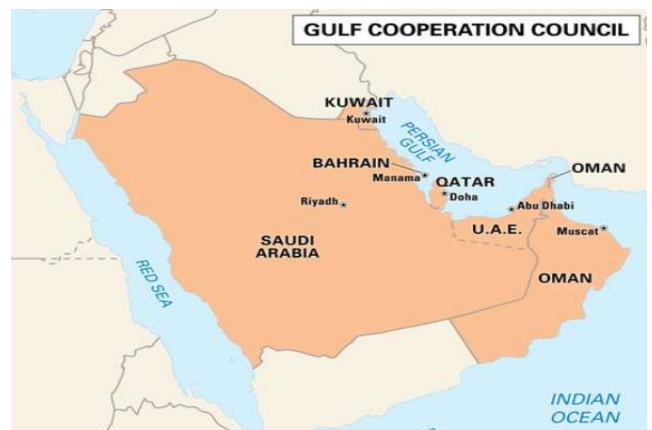 GULF COOPERATION COUNCIL
KUWAIT
Kuwait
PERSIAN
GULF
BAHRAIN
Manama
QATAR
Doha
OMAN
Riyadh
Abu Dhabi
U.A.E.
Muscat
SAUDI
ARABIA
OMAN
RED SEA
INDIAN
OCEAN